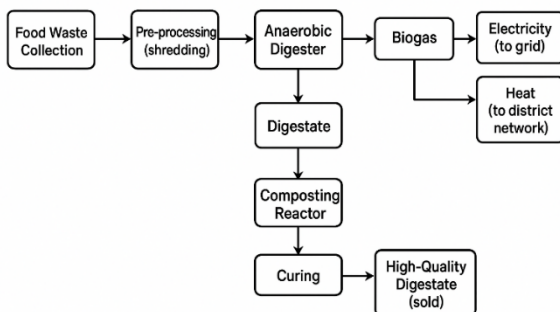 Food Waste
Collection
Pre-processing
(shredding)
Anaerobic
Digester
Biogas
Electricity
(to grid)
Heat
(to district
network)
Digestate
Composting
Reactor
Curing
High-Quality
Digestate
(sold)